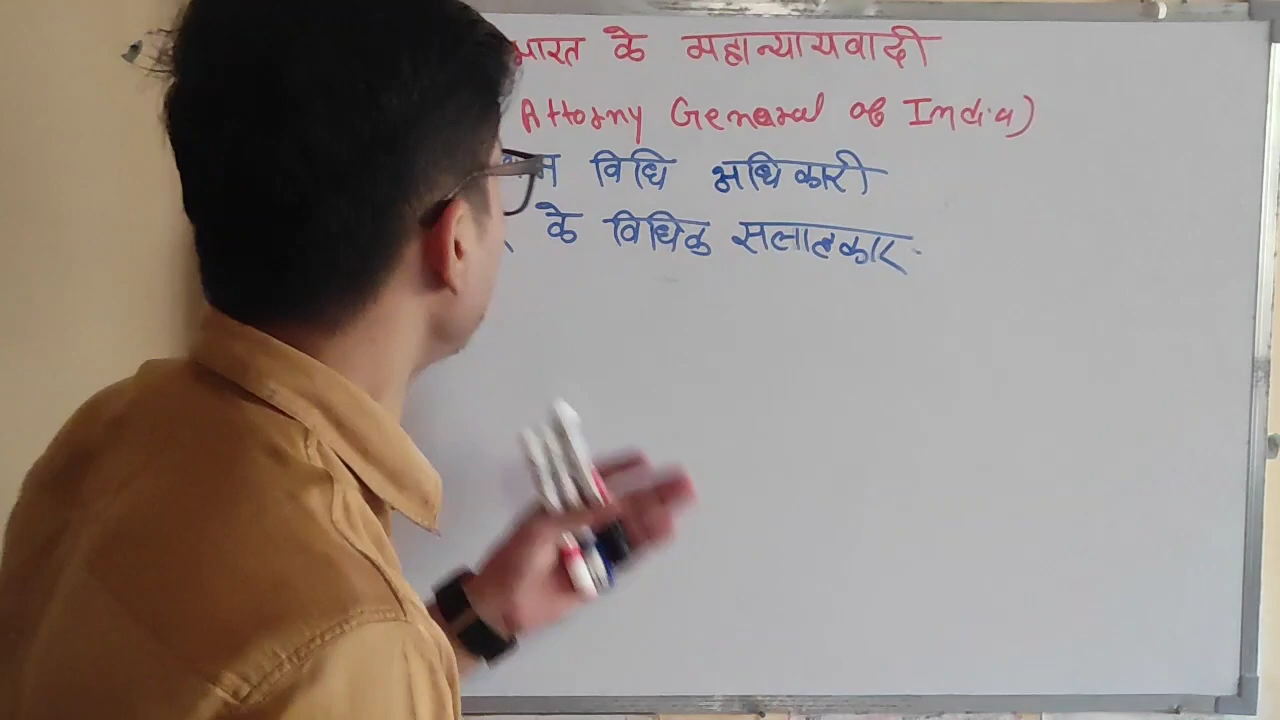 भारत के महान्यायवादी
Attorny General of India)
विधि अधिकारी
के विधिक सलाहकार